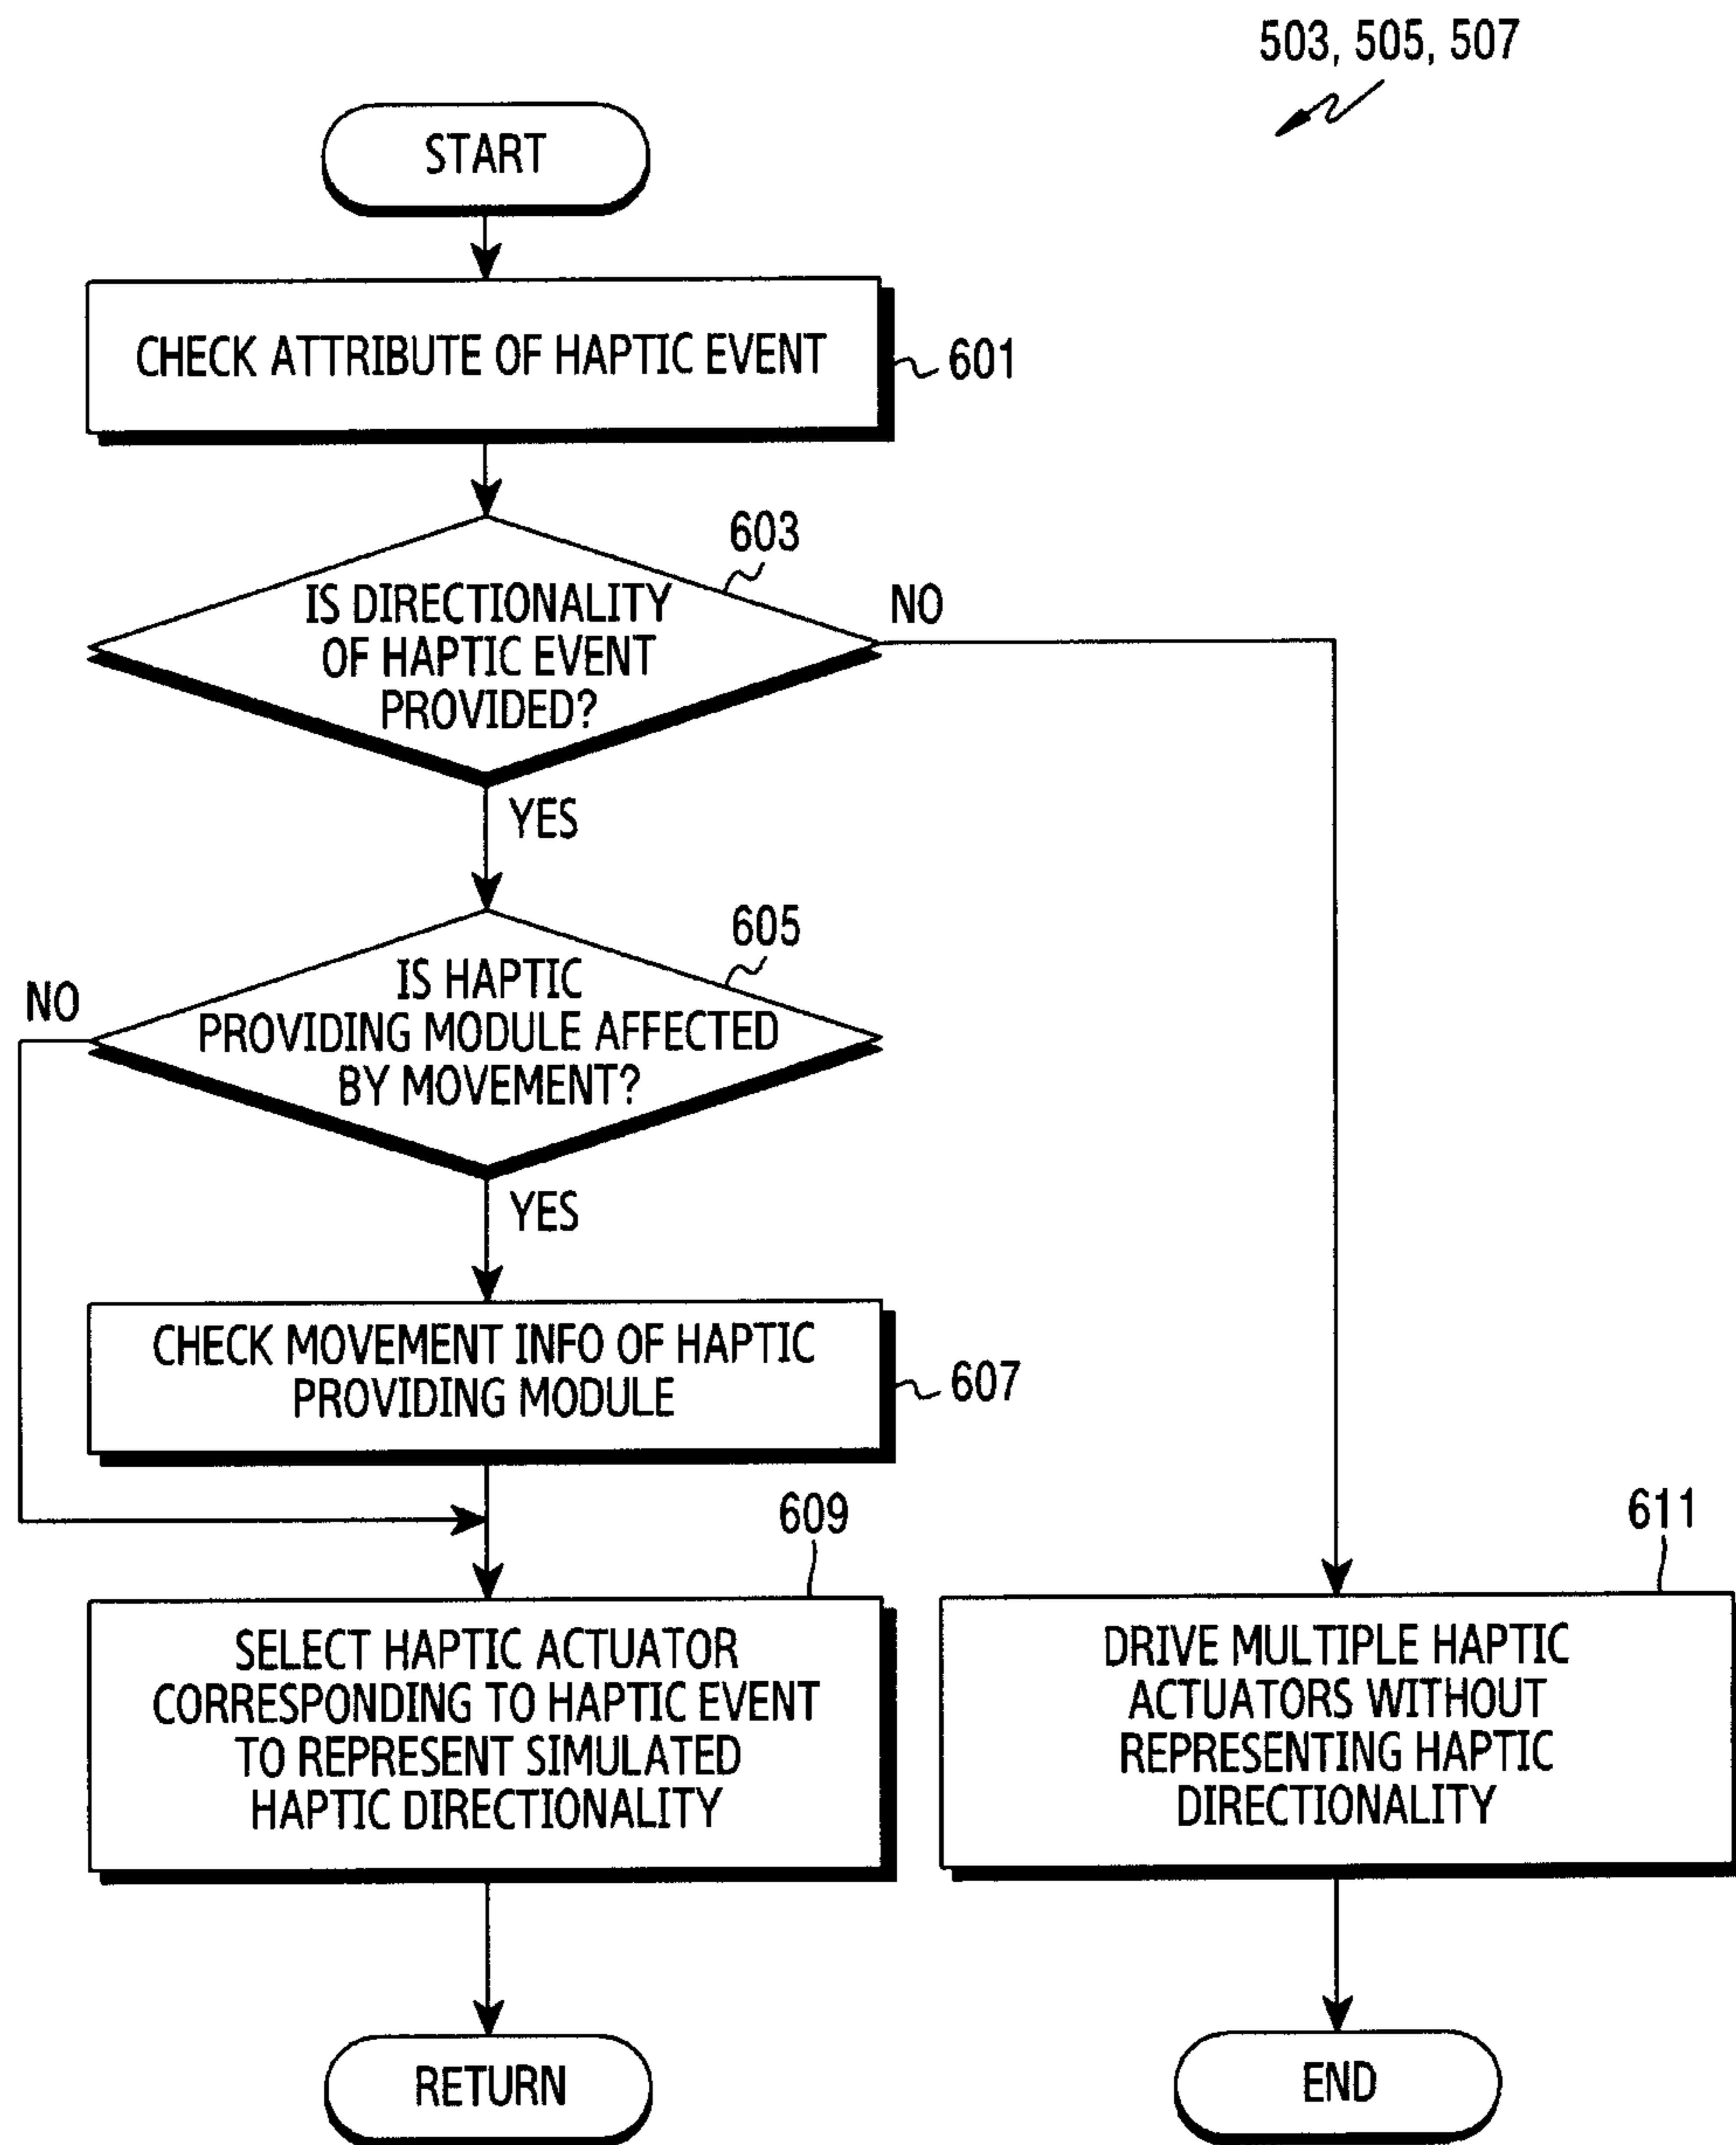 503, 505, 507
START
CHECK ATTRIBUTE OF HAPTIC EVENT
601
603
IS DIRECTIONALITY
OF HAPTIC EVENT
PROVIDED?
NO
YES
605
IS HAPTIC
PROVIDING MODULE AFFECTED
BY MOVEMENT?
NO
YES
CHECK MOVEMENT INFO OF HAPTIC
PROVIDING MODULE
607
609
SELECT HAPTIC ACTUATOR
CORRESPONDING TO HAPTIC EVENT
TO REPRESENT SIMULATED
HAPTIC DIRECTIONALITY
611
DRIVE MULTIPLE HAPTIC
ACTUATORS WITHOUT
REPRESENTING HAPTIC
DIRECTIONALITY
RETURN
END